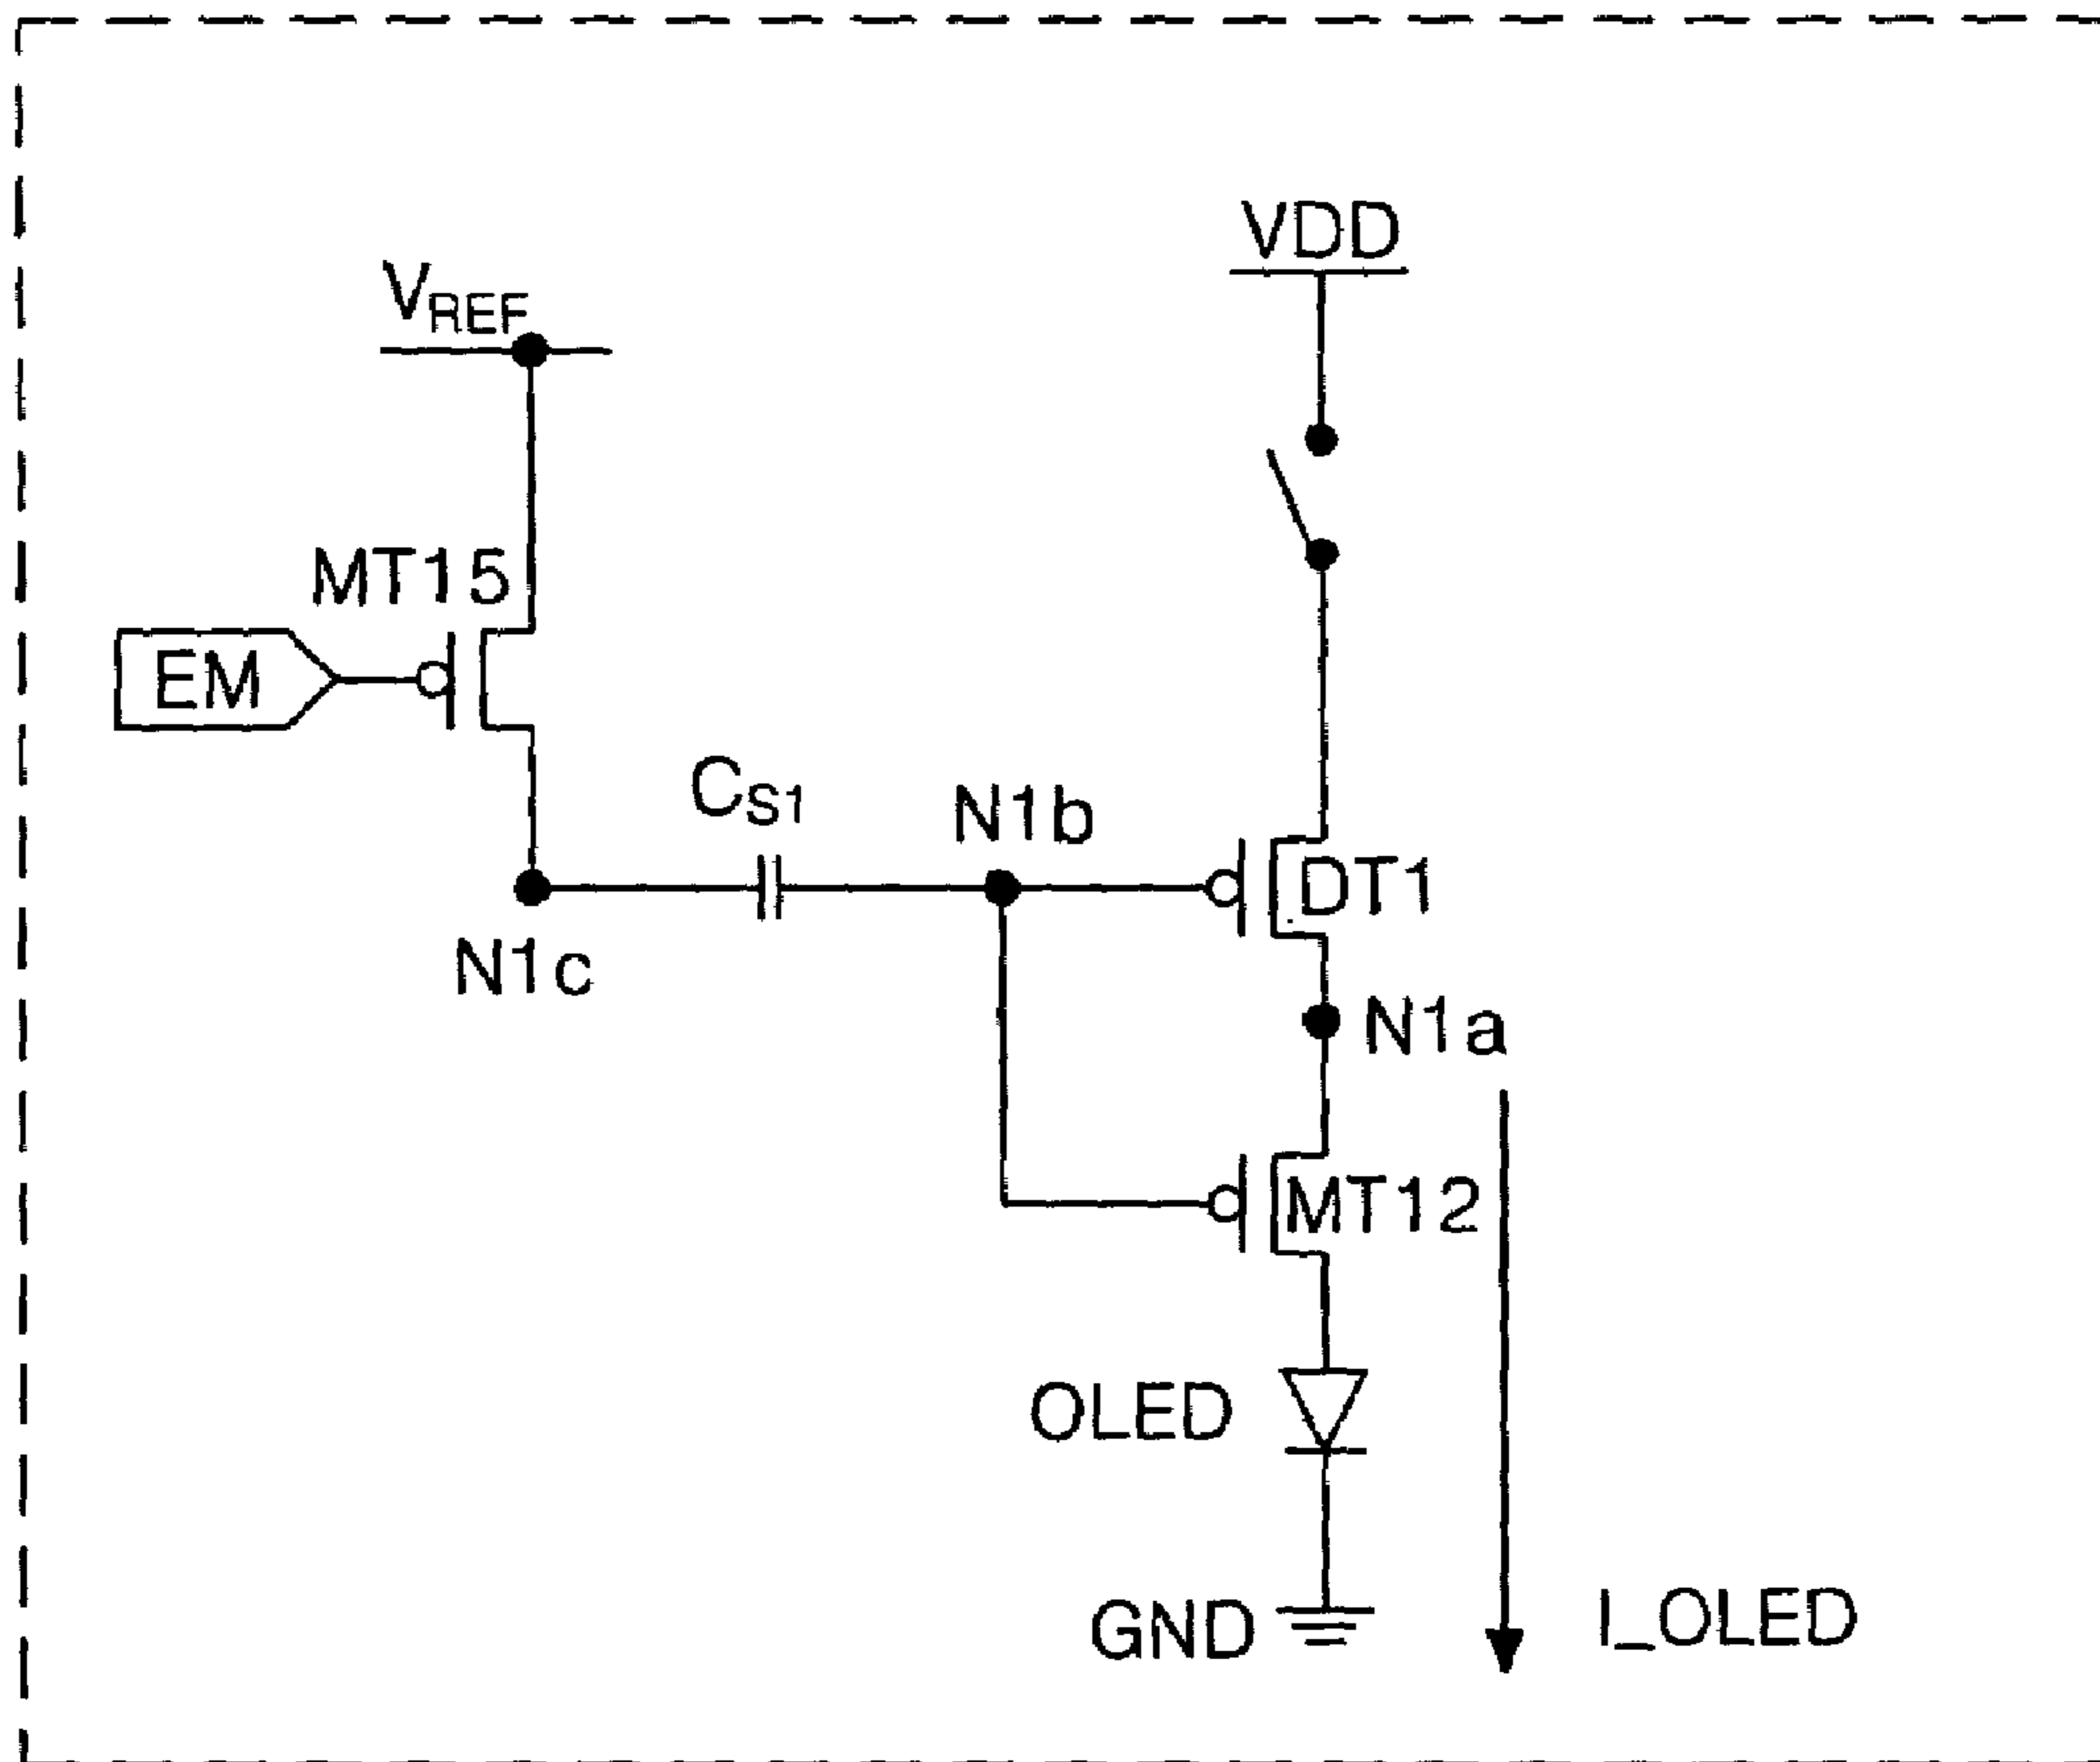 VDD
VREF
MT15
EM
CS1
N1b
DT1
N1c
N1a
MT12
OLED
GND
I_OLED